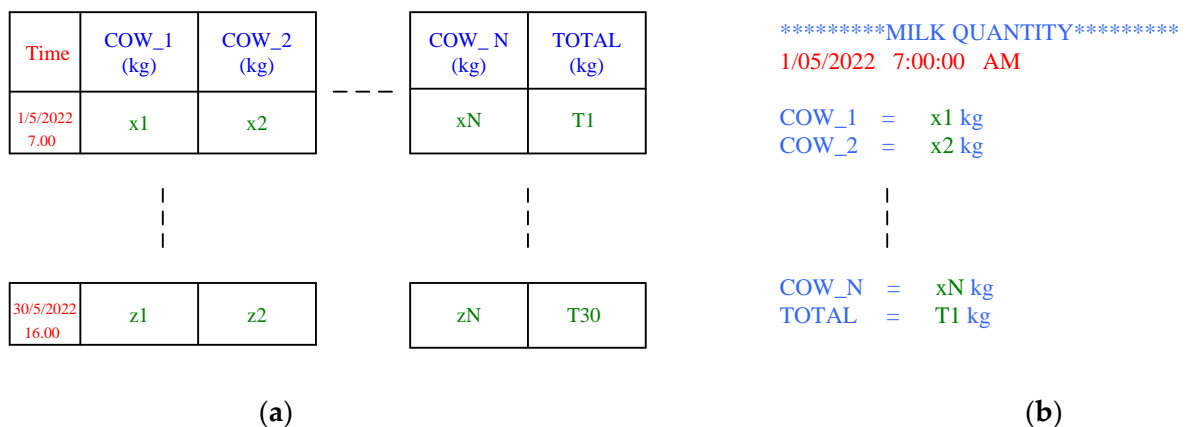 Time COW_1 (kg) COW_2 (kg) COW_ N (kg) TOTAL (kg)
1/5/2022 7.00 x1 x2 xN T1
30/5/2022 16.00 z1 z2 zN T30
(a)
*********MILK QUANTITY*********
1/05/2022 7:00:00 AM
COW_1 = x1 kg
COW_2 = x2 kg
COW_N = xN kg
TOTAL = T1 kg
(b)